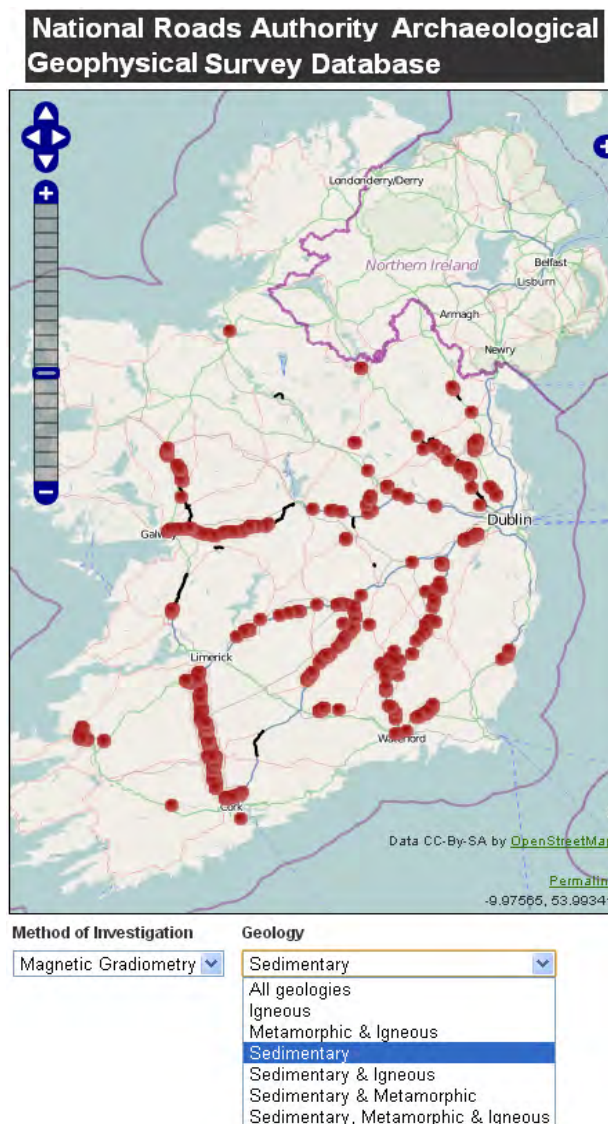 National Roads Authority Archaeological
Geophysical Survey Database
Londonderry/Derry
Northern Ireland
Belfast
Lisburn
Armagh
Newry
Galway
Dublin
Limerick
Waterford
Cork
Data CC-By-SA by OpenStreetMap
Permalin
-9.97565, 53.99341
Method of Investigation
Geology
Magnetic Gradiometry
Sedimentary
All geologies
Igneous
Metamorphic & Igneous
Sedimentary
Sedimentary & Igneous
Sedimentary & Metamorphic
Sedimentary, Metamorphic & Igneous